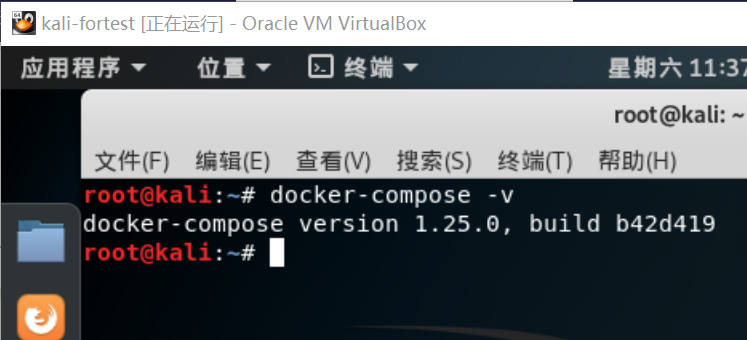 kali-fortest [正在运行] - Oracle VM VirtualBox
应用程序 位置 终端 星期六 11:37
root@kali: ~
文件(F) 编辑(E) 查看(V) 搜索(S) 终端(T) 帮助(H)
root@kali:~# docker-compose -v
docker-compose version 1.25.0, build b42d419
root@kali:~#